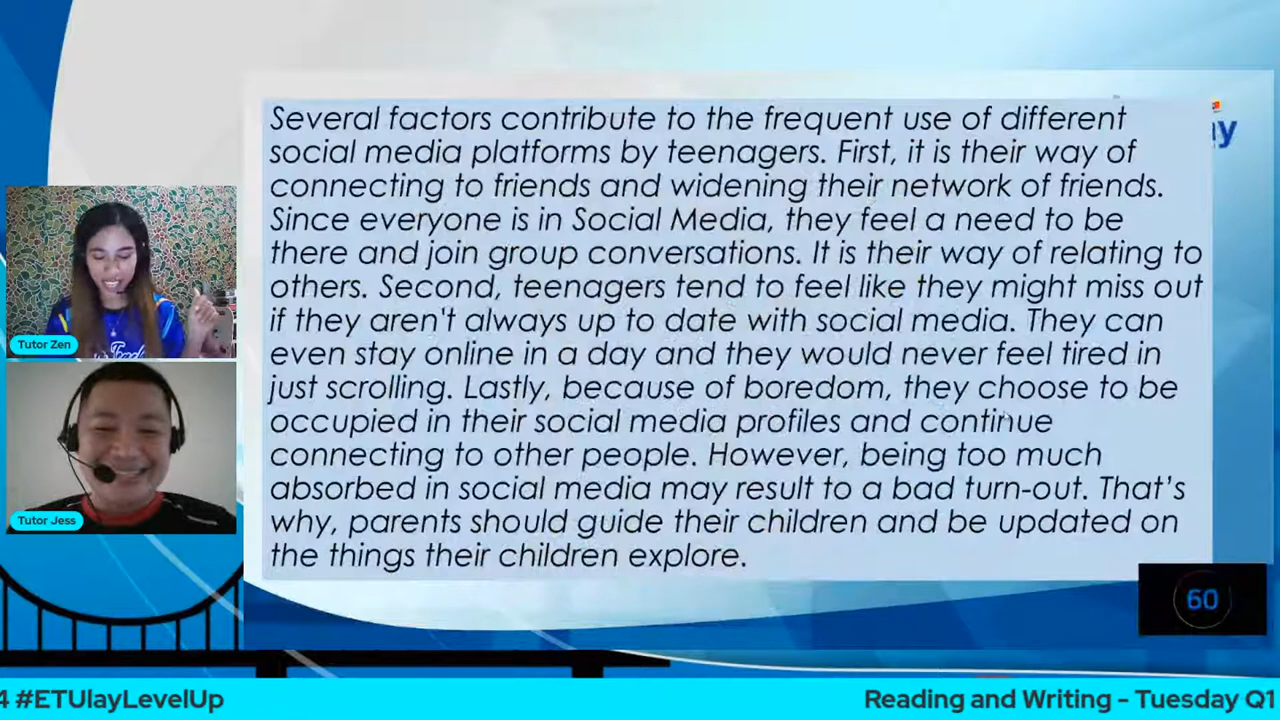 Several factors contribute to the frequent use of different
social media platforms by teenagers. First, it is their way of
connecting to friends and widening their network of friends.
Since everyone is in Social Media, they feel a need to be
there and join group conversations. It is their way of relating to
others. Second, teenagers tend to feel like they might miss out
if they aren't always up to date with social media. They can
even stay online in a day and they would never feel tired in
just scrolling. Lastly, because of boredom, they choose to be
occupied in their social media profiles and continue
connecting to other people. However, being too much
absorbed in social media may result to a bad turn-out. That's
why, parents should guide their children and be updated on
the things their children explore.
Tutor Zen
Tutor Jess
60
4 #ETUlayLevelUp
Reading and Writing - Tuesday Q1